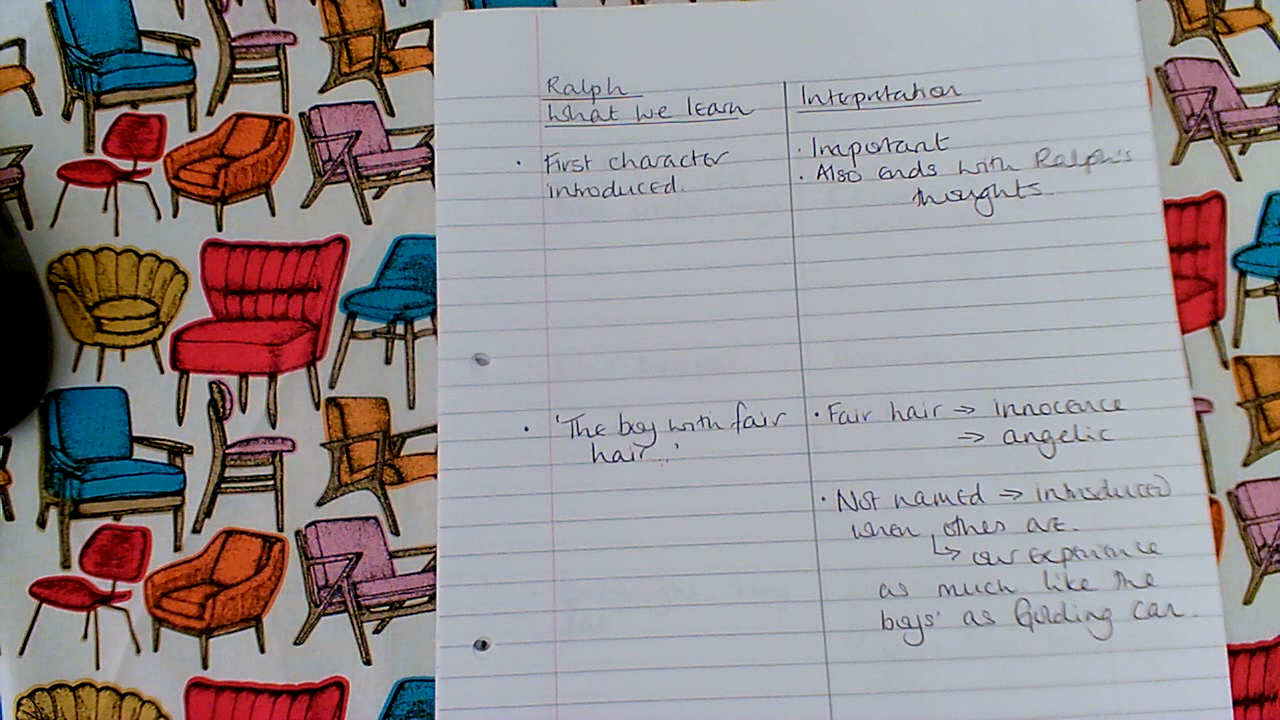 Ralph
What we learn
Intepretation
· First character
introduced.
· Important
· Also ends with Ralph's
thoughts.
· 'The boy with fair
hair...'
· Fair hair → innocence
→ angelic
· Not named → introduced
when others are.
↳ our experience
as much like the
boys' as Golding can.